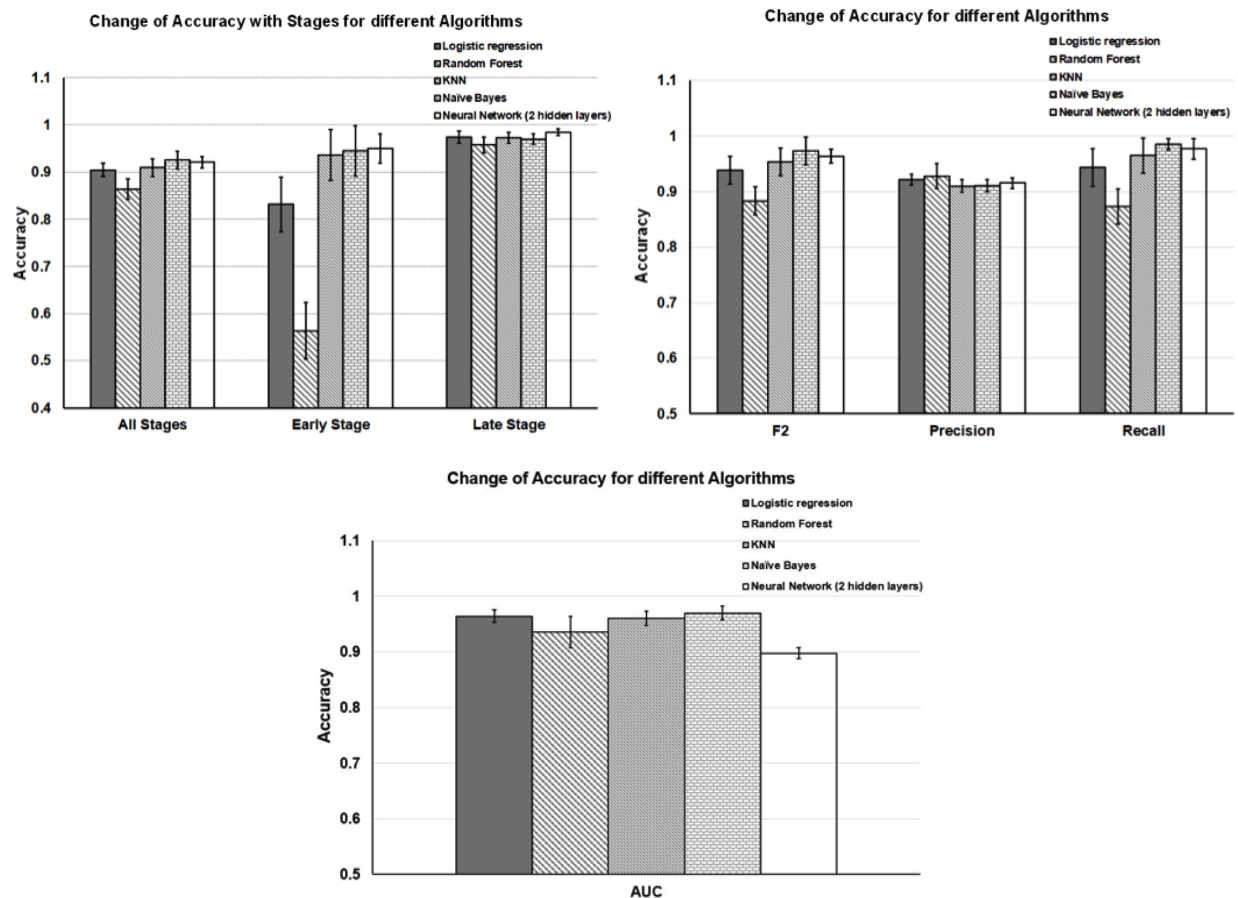 Change of Accuracy with Stages for different Algorithms
Logistic regression
Random Forest
KNN
Naïve Bayes
Neural Network (2 hidden layers)
1.1
1
0.9
0.8
0.7
0.6
0.5
0.4
Accuracy
All Stages Early Stage Late Stage
Change of Accuracy for different Algorithms
Logistic regression
Random Forest
KNN
Naïve Bayes
Neural Network (2 hidden layers)
1.1
1
0.9
0.8
0.7
0.6
0.5
Accuracy
F2 Precision Recall
Change of Accuracy for different Algorithms
Logistic regression
Random Forest
KNN
Naïve Bayes
Neural Network (2 hidden layers)
1.1
1
0.9
0.8
0.7
0.6
0.5
Accuracy
AUC